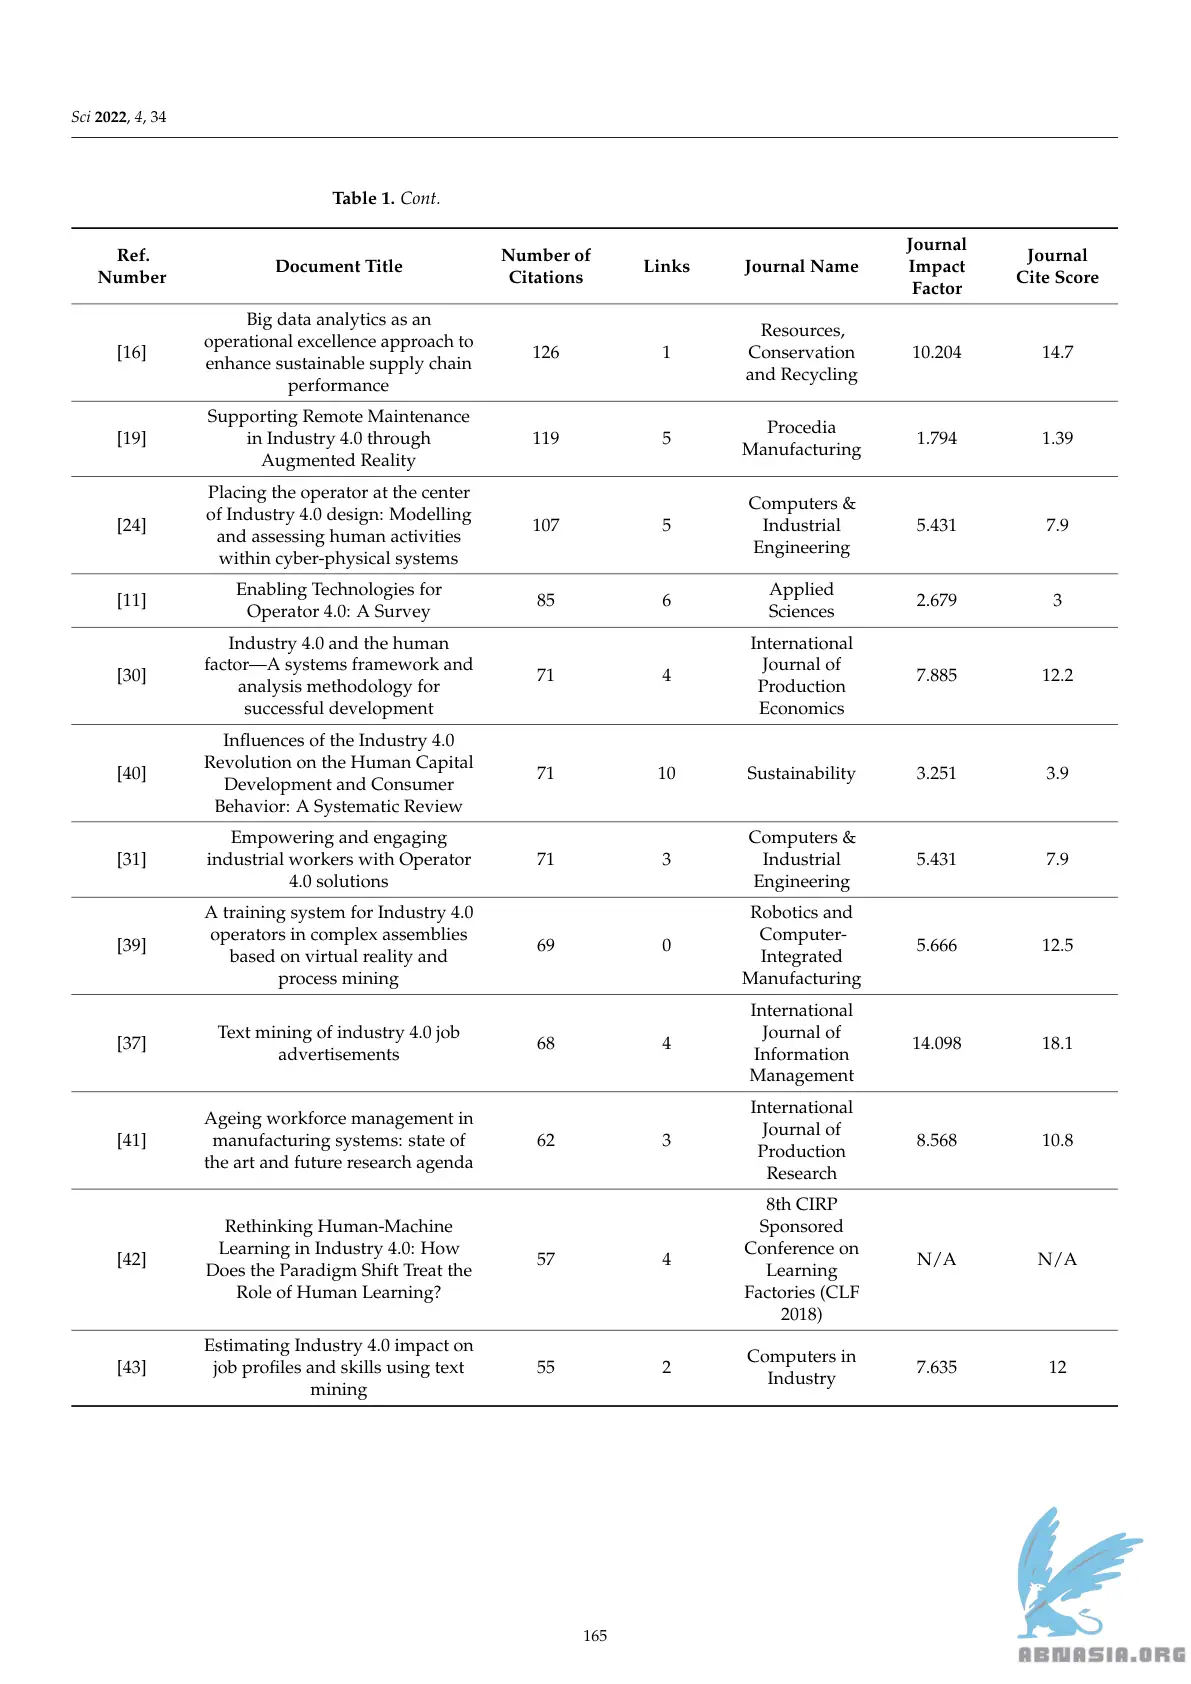 Sci 2022, 4, 34
Table 1. Cont.
Ref. Number | Document Title | Number of Citations | Links | Journal Name | Journal Impact Factor | Journal Cite Score
[16] | Big data analytics as an operational excellence approach to enhance sustainable supply chain performance | 126 | 1 | Resources, Conservation and Recycling | 10.204 | 14.7
[19] | Supporting Remote Maintenance in Industry 4.0 through Augmented Reality | 119 | 5 | Procedia Manufacturing | 1.794 | 1.39
[24] | Placing the operator at the center of Industry 4.0 design: Modelling and assessing human activities within cyber-physical systems | 107 | 5 | Computers & Industrial Engineering | 5.431 | 7.9
[11] | Enabling Technologies for Operator 4.0: A Survey | 85 | 6 | Applied Sciences | 2.679 | 3
[30] | Industry 4.0 and the human factor—A systems framework and analysis methodology for successful development | 71 | 4 | International Journal of Production Economics | 7.885 | 12.2
[40] | Influences of the Industry 4.0 Revolution on the Human Capital Development and Consumer Behavior: A Systematic Review | 71 | 10 | Sustainability | 3.251 | 3.9
[31] | Empowering and engaging industrial workers with Operator 4.0 solutions | 71 | 3 | Computers & Industrial Engineering | 5.431 | 7.9
[39] | A training system for Industry 4.0 operators in complex assemblies based on virtual reality and process mining | 69 | 0 | Robotics and Computer-Integrated Manufacturing | 5.666 | 12.5
[37] | Text mining of industry 4.0 job advertisements | 68 | 4 | International Journal of Information Management | 14.098 | 18.1
[41] | Ageing workforce management in manufacturing systems: state of the art and future research agenda | 62 | 3 | International Journal of Production Research | 8.568 | 10.8
[42] | Rethinking Human-Machine Learning in Industry 4.0: How Does the Paradigm Shift Treat the Role of Human Learning? | 57 | 4 | 8th CIRP Sponsored Conference on Learning Factories (CLF 2018) | N/A | N/A
[43] | Estimating Industry 4.0 impact on job profiles and skills using text mining | 55 | 2 | Computers in Industry | 7.635 | 12
165
ABNASIA.ORG